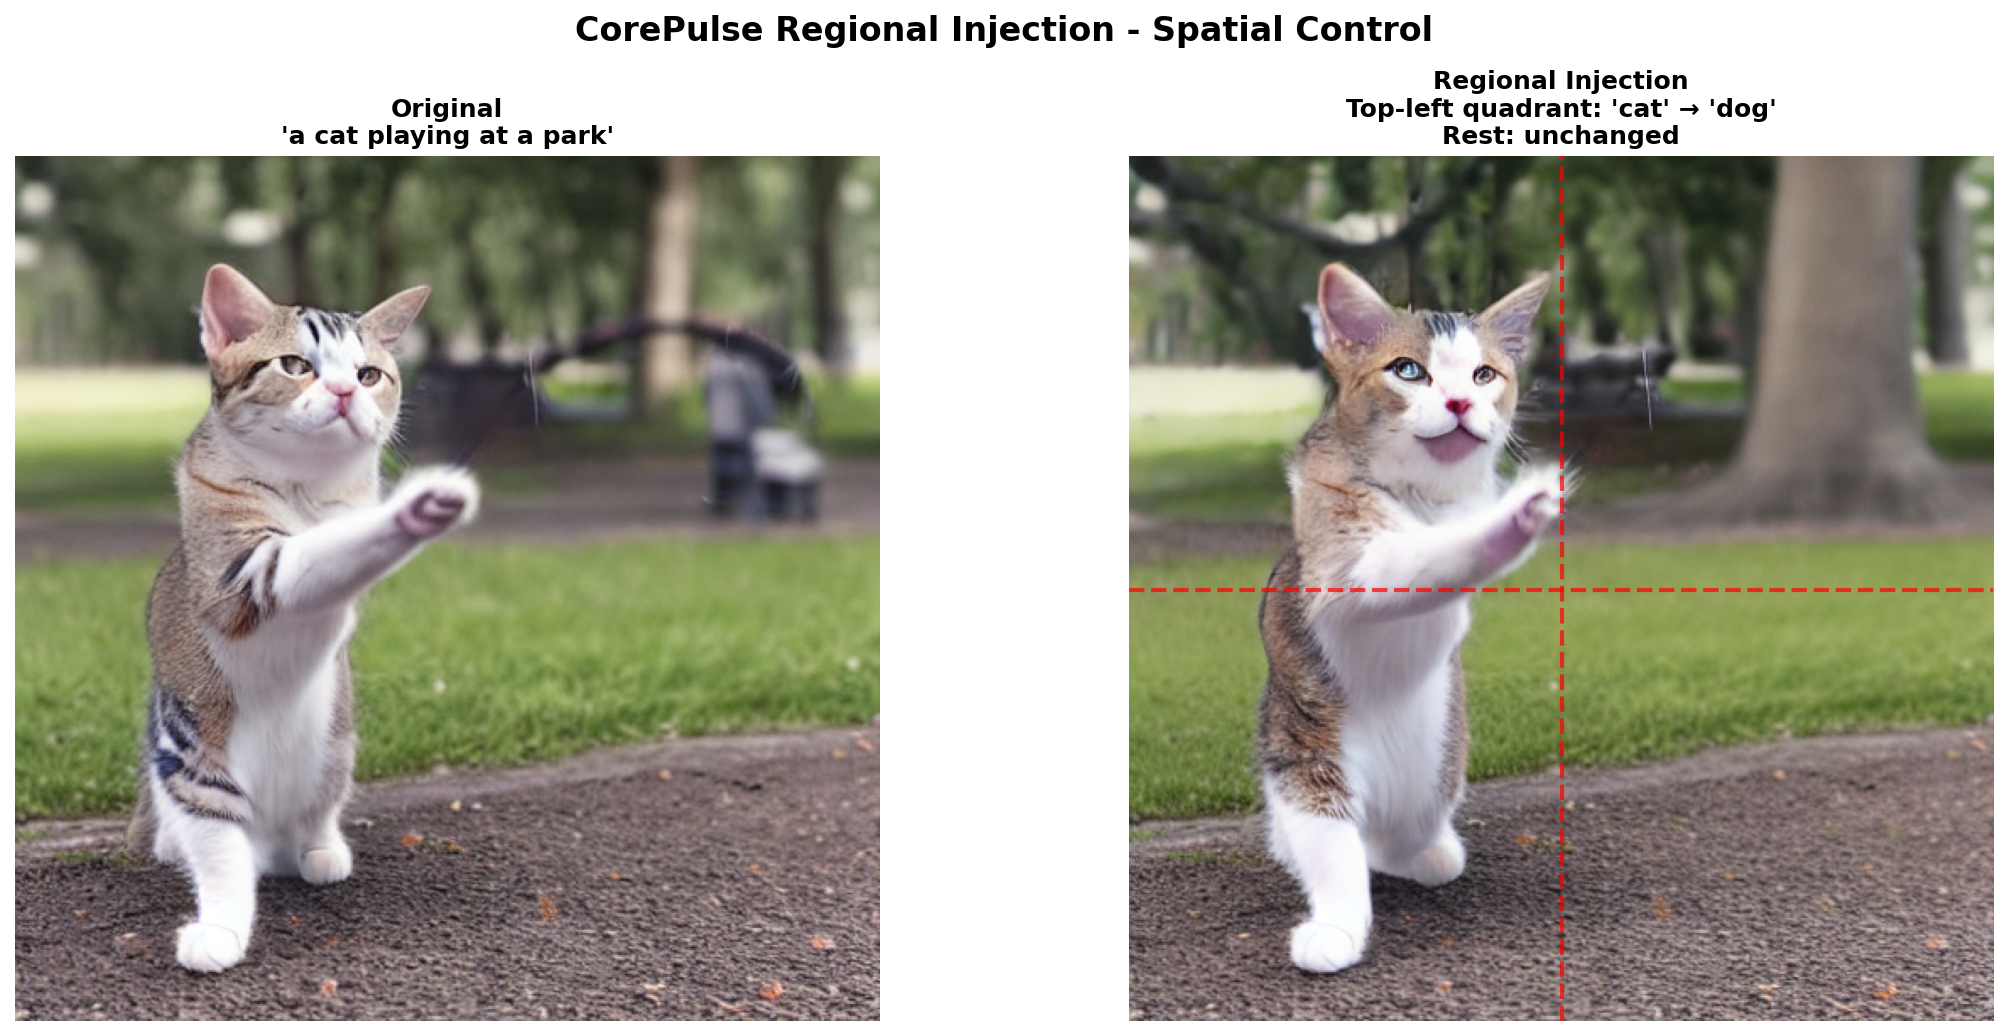 CorePulse Regional Injection - Spatial Control
Original
'a cat playing at a park'
Regional Injection
Top-left quadrant: 'cat' → 'dog'
Rest: unchanged